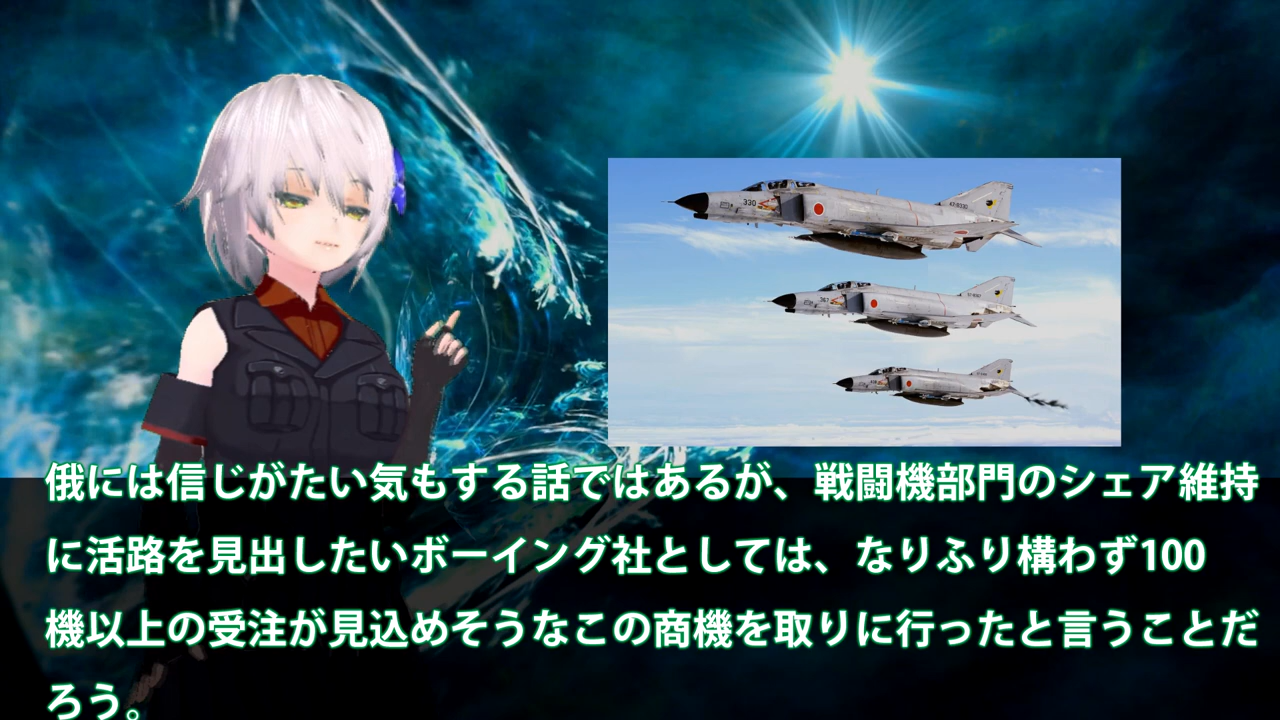 330
俄には信じがたい気もする話ではあるが、戦闘機部門のシェア維持
に活路を見出したいボーイング社としては、なりふり構わず100
機以上の受注が見込めそうなこの商機を取りに行ったと言うことだ
ろう。